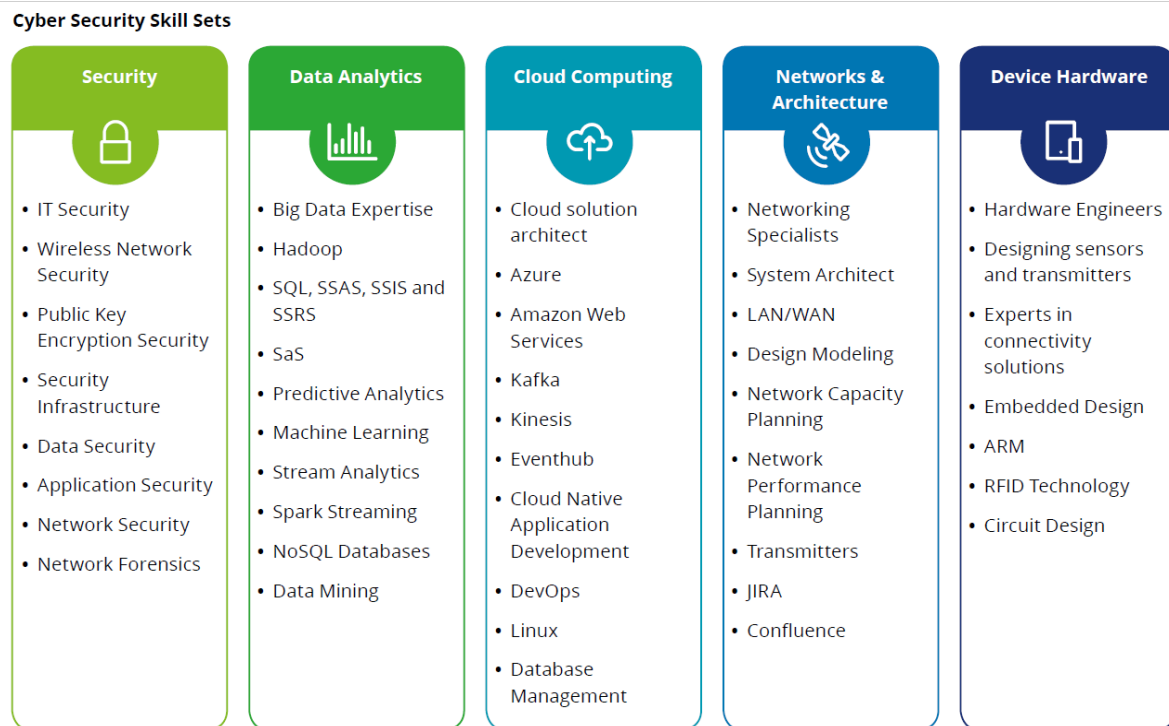 Cyber Security Skill Sets
Security
• IT Security
• Wireless Network
Security
• Public Key
Encryption Security
• Security
Infrastructure
• Data Security
• Application Security
• Network Security
• Network Forensics
Data Analytics
• Big Data Expertise
• Hadoop
• SQL, SSAS, SSIS and
SSRS
• SaS
• Predictive Analytics
• Machine Learning
• Stream Analytics
• Spark Streaming
• NoSQL Databases
• Data Mining
Cloud Computing
• Cloud solution
architect
• Azure
• Amazon Web
Services
• Kafka
• Kinesis
• Eventhub
• Cloud Native
Application
Development
• DevOps
• Linux
• Database
Management
Networks &
Architecture
• Networking
Specialists
• System Architect
• LAN/WAN
• Design Modeling
• Network Capacity
Planning
• Network
Performance
Planning
• Transmitters
• JIRA
• Confluence
Device Hardware
• Hardware Engineers
• Designing sensors
and transmitters
• Experts in
connectivity
solutions
• Embedded Design
• ARM
• RFID Technology
• Circuit Design